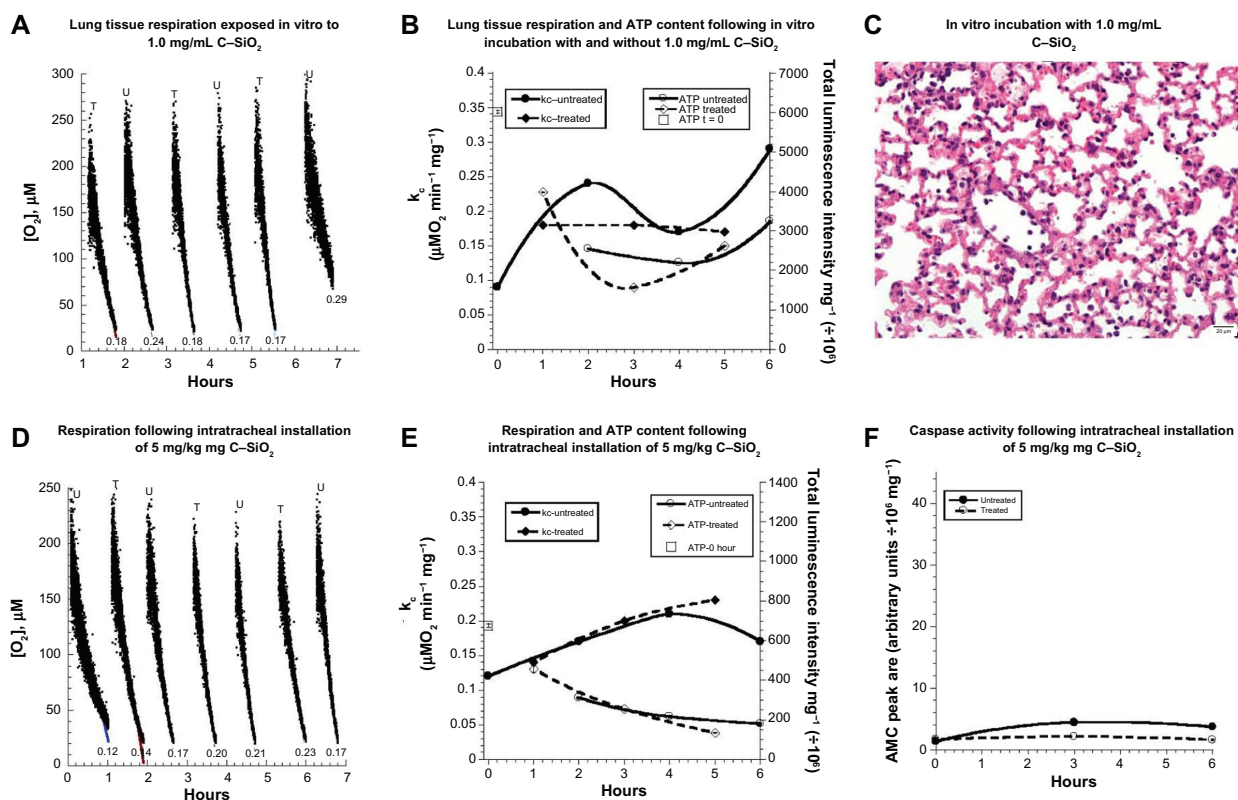 A
Lung tissue respiration exposed in vitro to
1.0 mg/mL C–SiO₂
[O₂], µM
300
250
200
150
100
50
0
T
U
T
U
T
U
0.18
0.24
0.18
0.17
0.17
0.29
1
2
3
4
5
6
7
Hours
B
Lung tissue respiration and ATP content following in vitro
incubation with and without 1.0 mg/mL C–SiO₂
k꜀
(µMO₂ min⁻¹ mg⁻¹)
0.4
0.35
0.3
0.25
0.2
0.15
0.1
0.05
0
kc–untreated
kc–treated
ATP untreated
ATP treated
ATP t = 0
7000
6000
5000
4000
3000
2000
1000
0
Total luminescence intensity mg⁻¹ (÷10⁶)
0
1
2
3
4
5
6
Hours
C
In vitro incubation with 1.0 mg/mL
C–SiO₂
20 µm
D
Respiration following intratracheal installation
of 5 mg/kg mg C–SiO₂
[O₂], µM
250
200
150
100
50
0
U
T
U
T
U
T
U
0.12
0.14
0.17
0.20
0.21
0.23
0.17
0
1
2
3
4
5
6
7
Hours
E
Respiration and ATP content following
intratracheal installation of 5 mg/kg C–SiO₂
k꜀
(µMO₂ min⁻¹ mg⁻¹)
0.4
0.35
0.3
0.25
0.2
0.15
0.1
0.05
0
kc-untreated
kc-treated
ATP-untreated
ATP-treated
ATP-0 hour
1400
1200
1000
800
600
400
200
0
Total luminescence intensity mg⁻¹ (÷10⁶)
0
1
2
3
4
5
6
Hours
F
Caspase activity following intratracheal installation
of 5 mg/kg mg C–SiO₂
AMC peak are (arbitrary units ÷10⁶ mg⁻¹)
40
30
20
10
5
0
Untreated
Treated
0
1
2
3
4
5
6
Hours